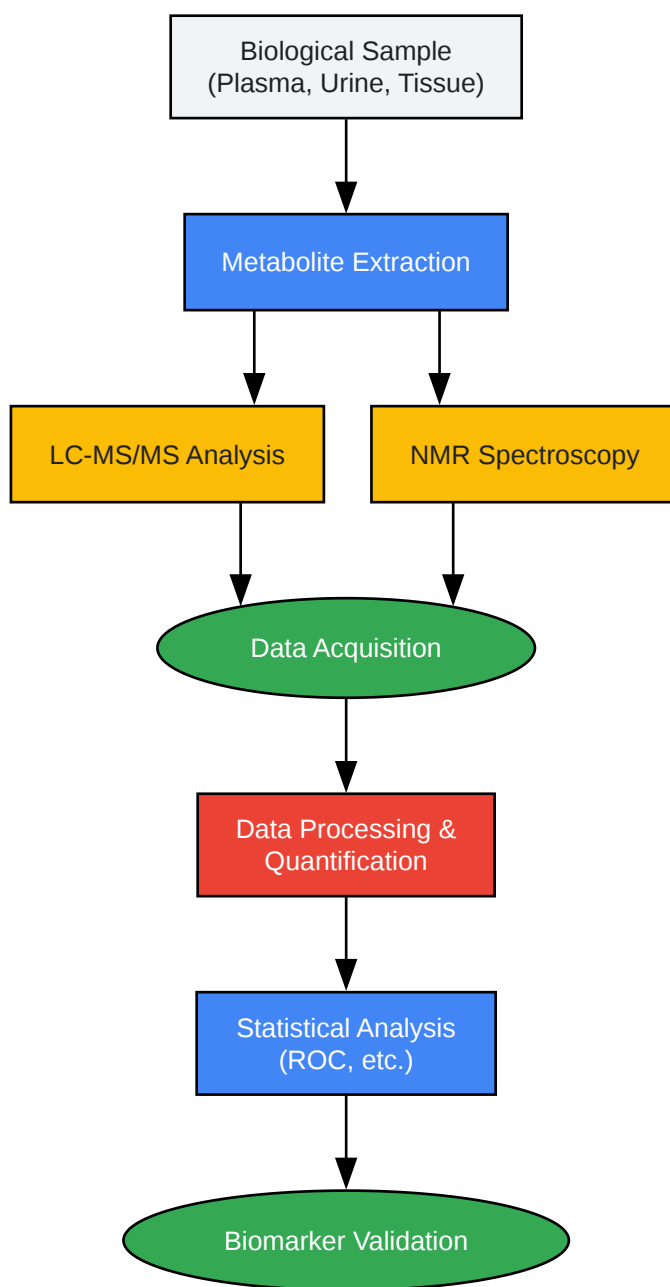 Biological Sample
(Plasma, Urine, Tissue)
Metabolite Extraction
LC-MS/MS Analysis
NMR Spectroscopy
Data Acquisition
Data Processing &
Quantification
Statistical Analysis
(ROC, etc.)
Biomarker Validation